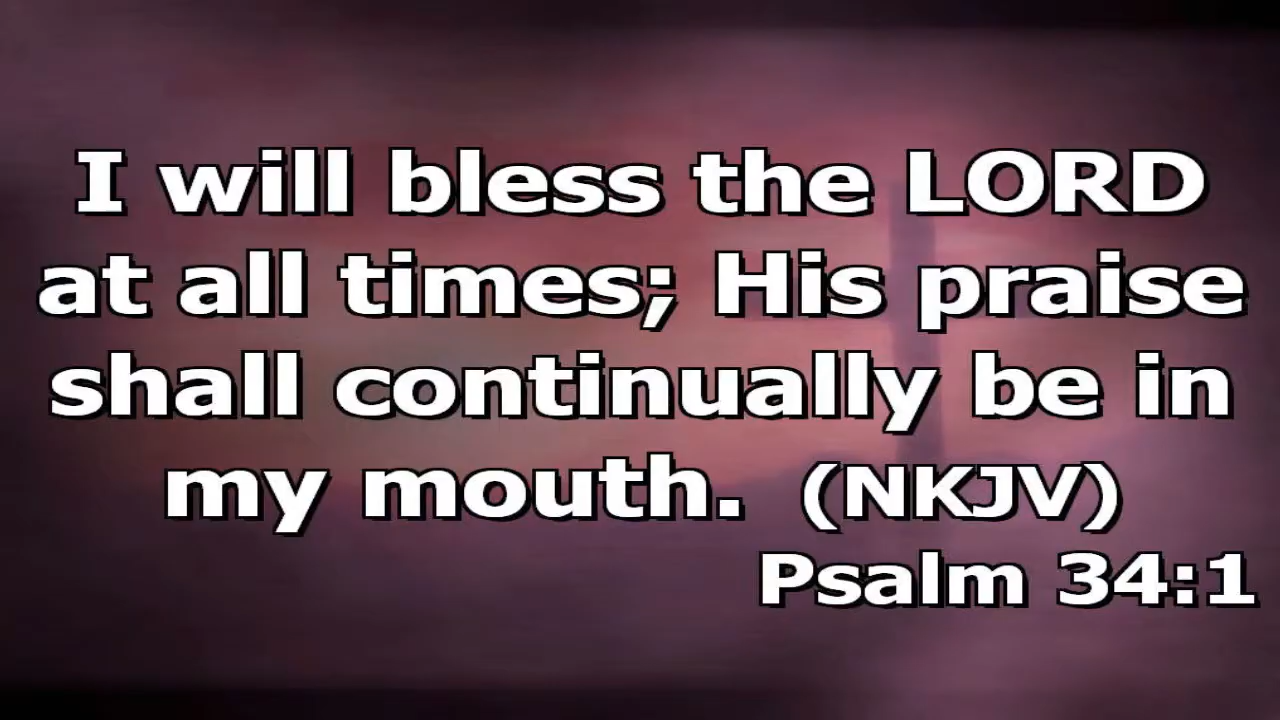 I will bless the LORD
at all times; His praise
shall continually be in
my mouth. (NKJV)
Psalm 34:1